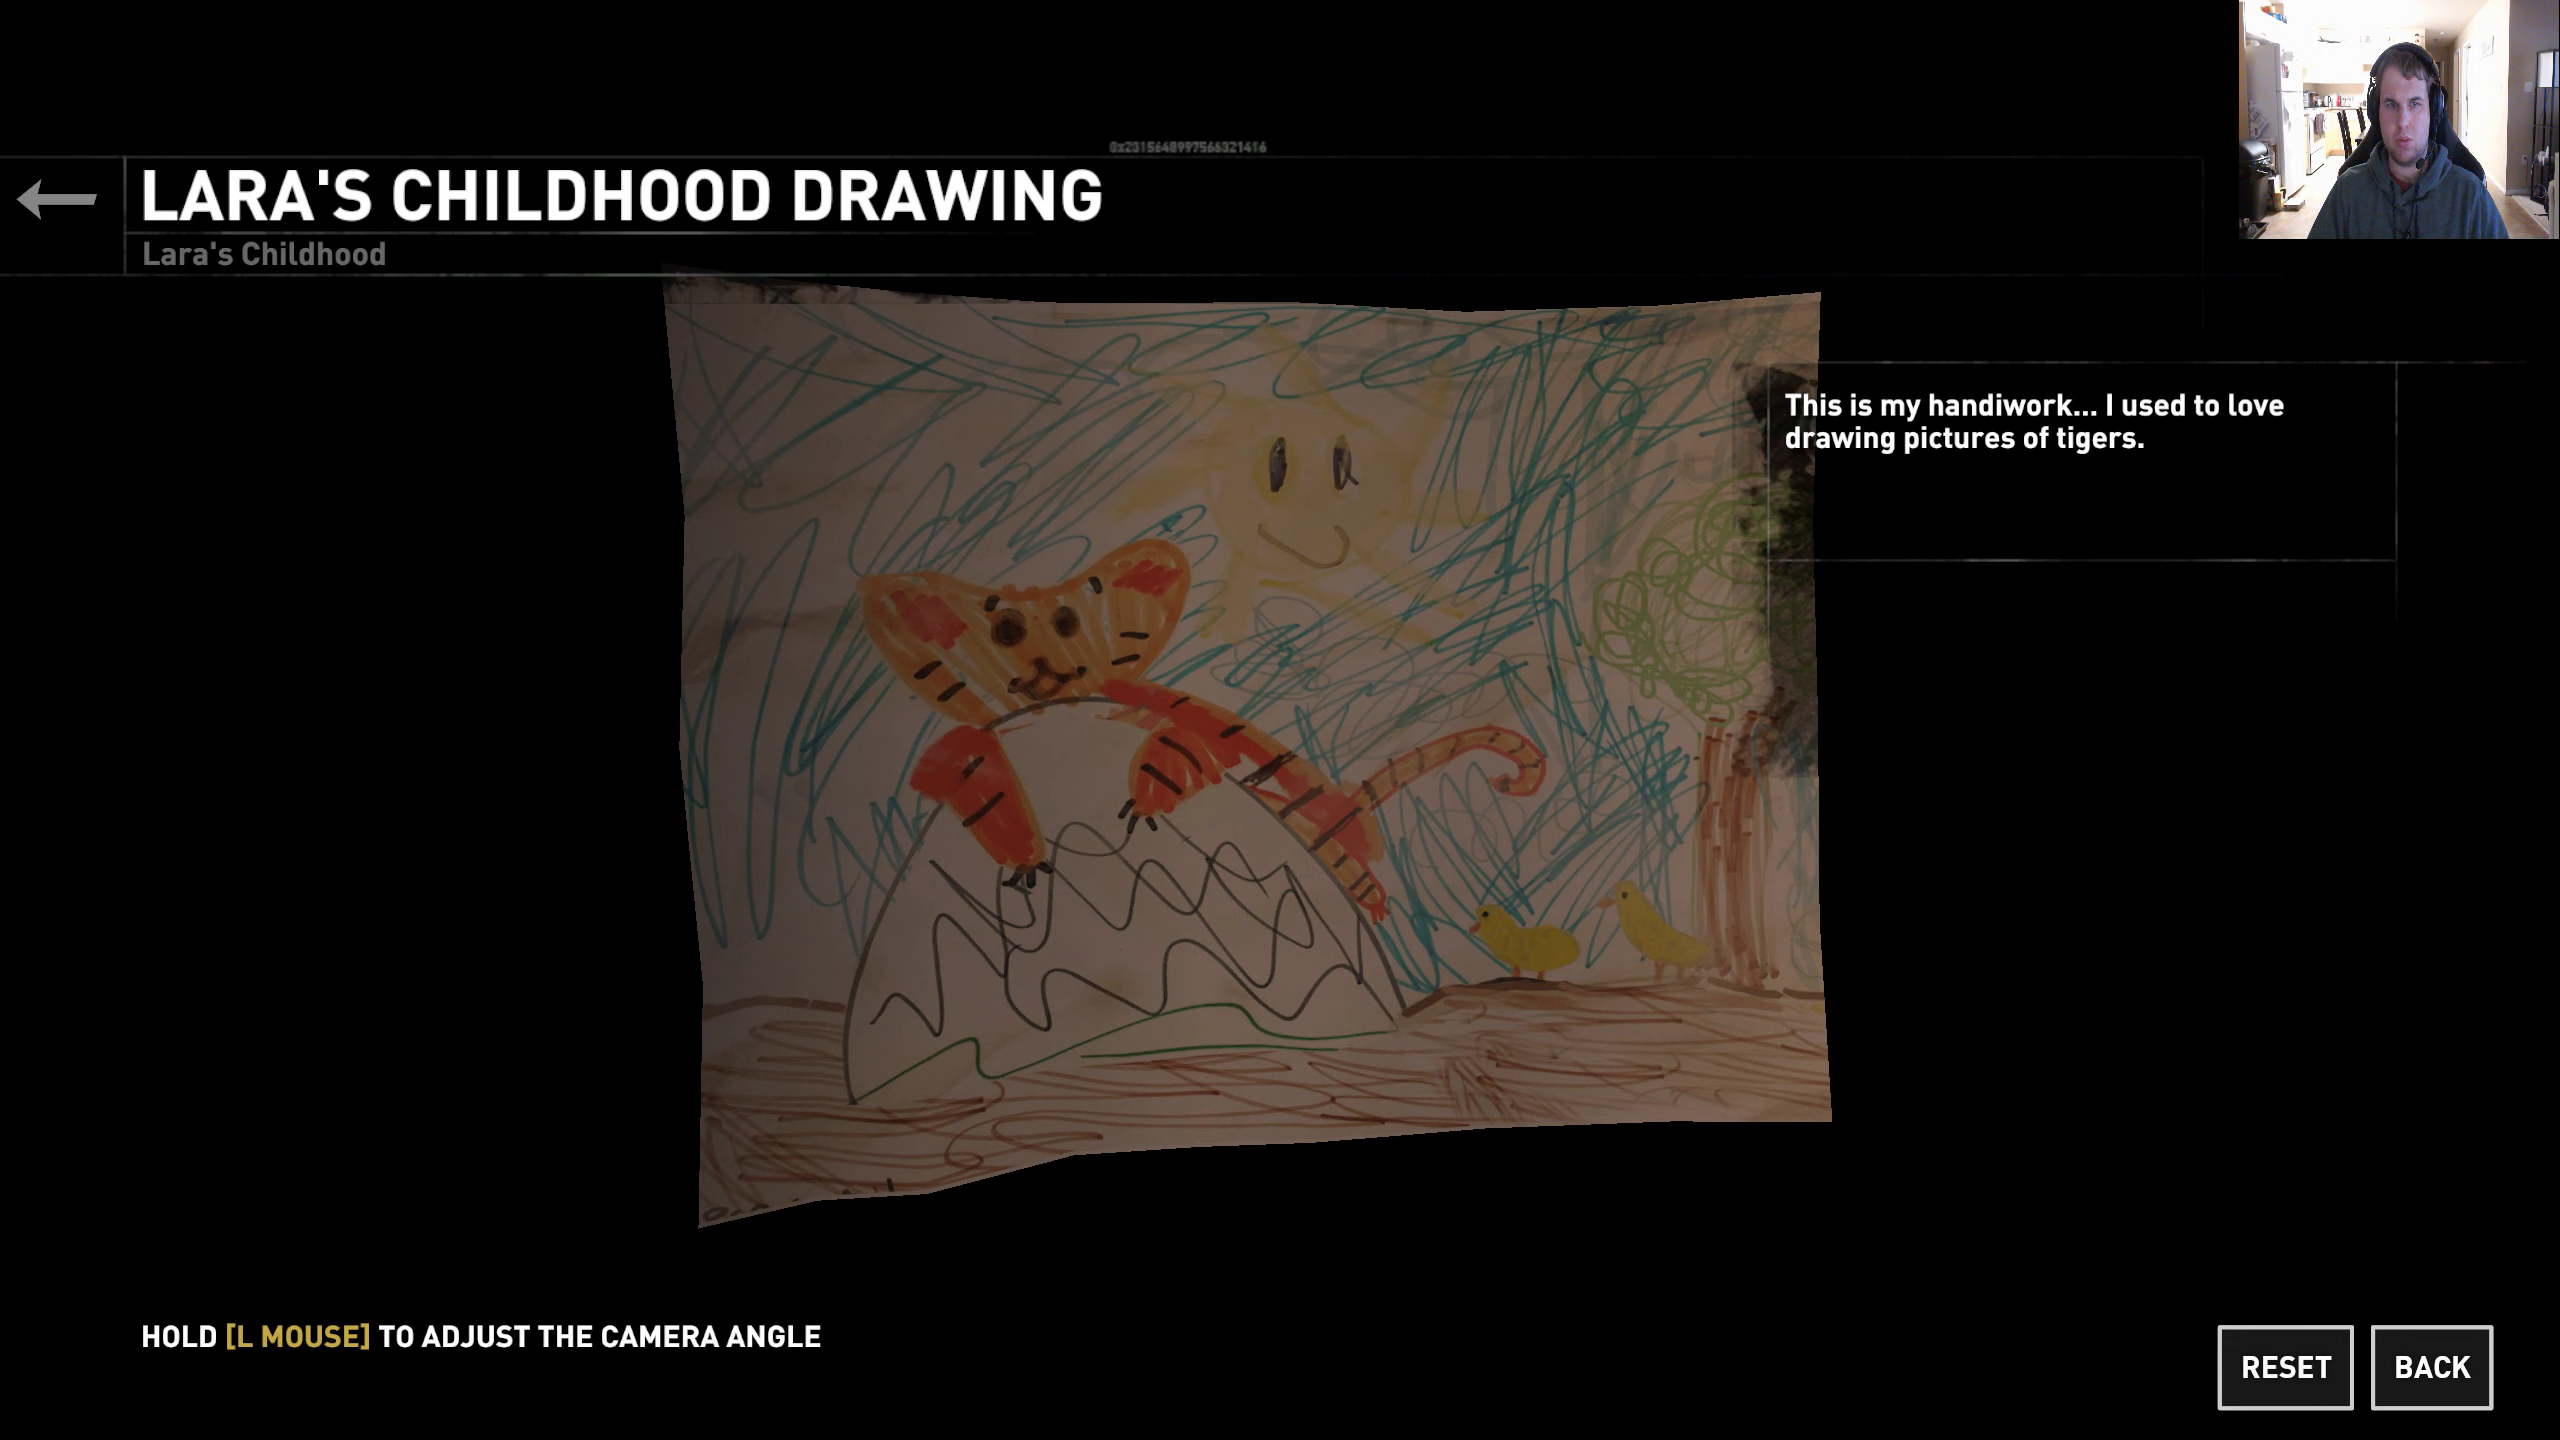 0x2315648997566321416
LARA'S CHILDHOOD DRAWING
Lara's Childhood
This is my handiwork... I used to love
drawing pictures of tigers.
HOLD [L MOUSE] TO ADJUST THE CAMERA ANGLE
RESET
BACK